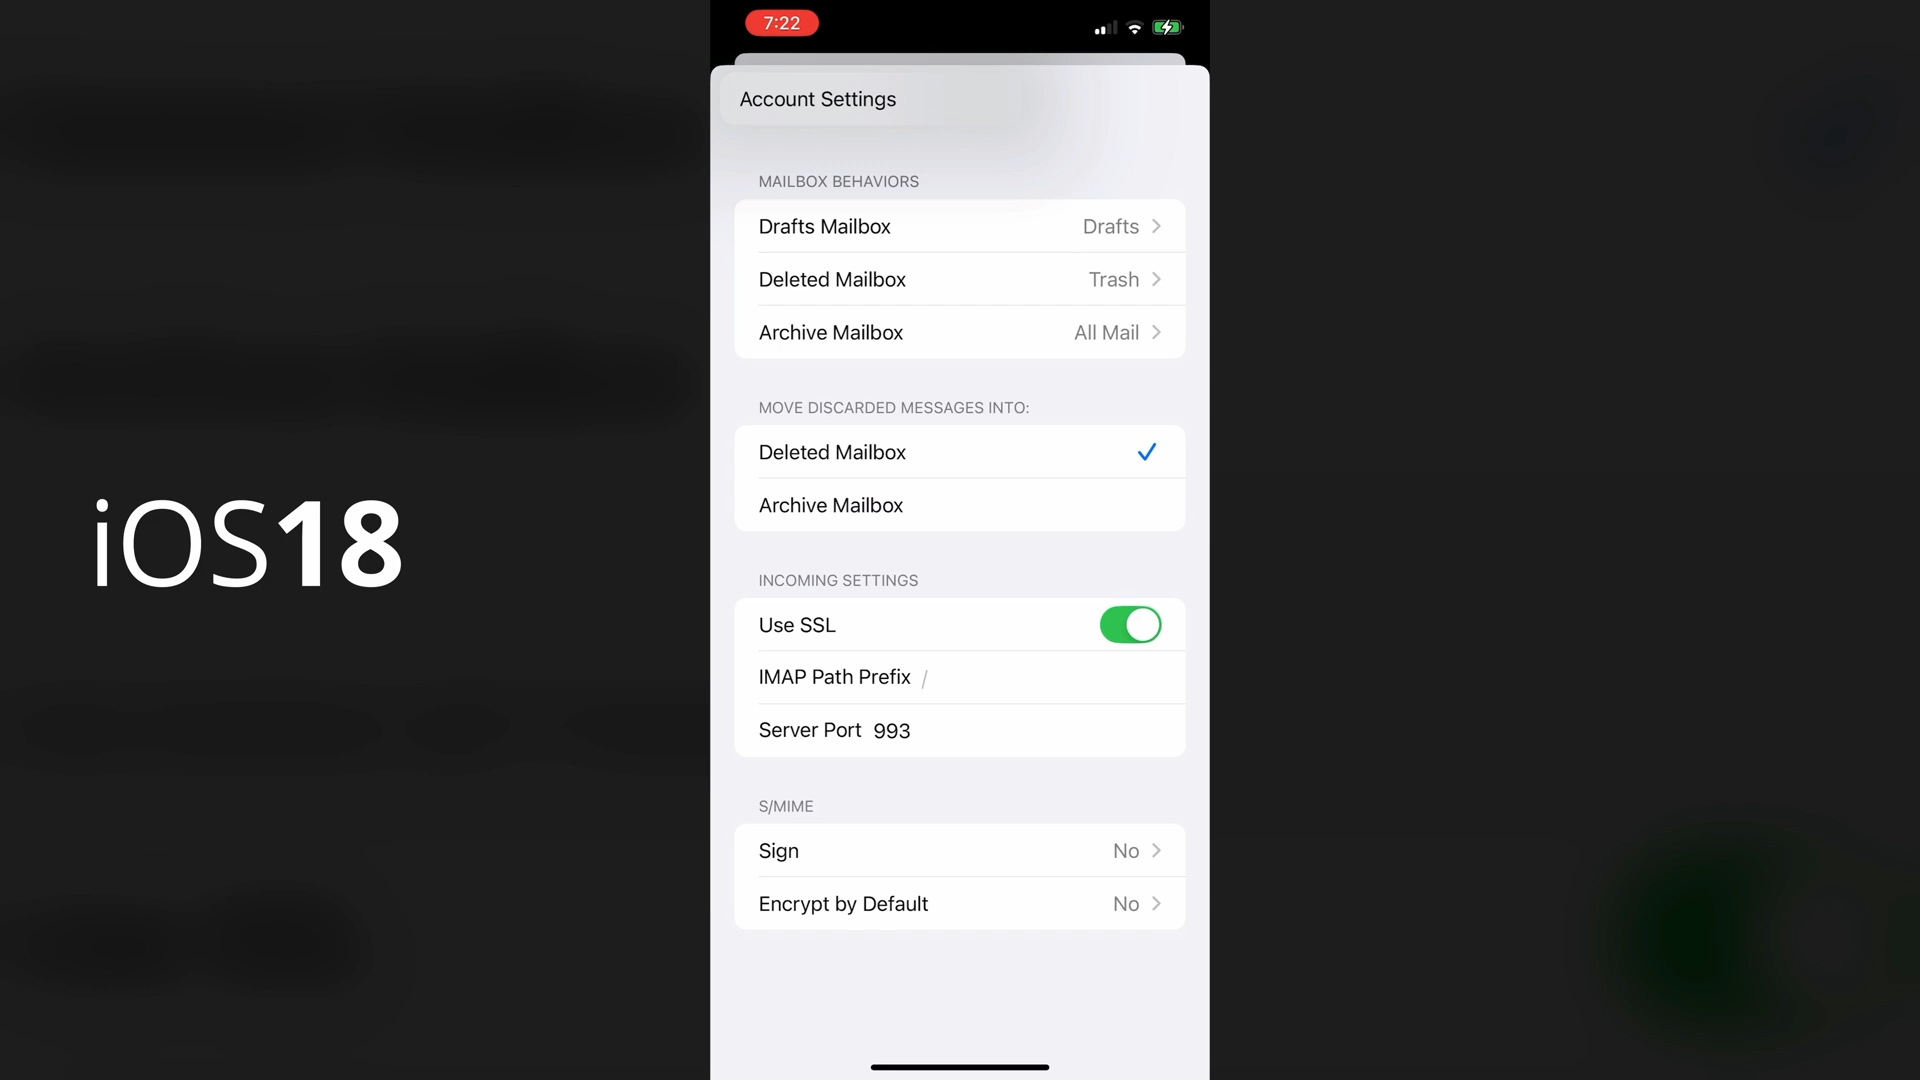 7:22
Account Settings
MAILBOX BEHAVIORS
Drafts Mailbox Drafts
Deleted Mailbox Trash
Archive Mailbox All Mail
MOVE DISCARDED MESSAGES INTO:
Deleted Mailbox
Archive Mailbox
iOS18
INCOMING SETTINGS
Use SSL
IMAP Path Prefix /
Server Port 993
S/MIME
Sign No
Encrypt by Default No